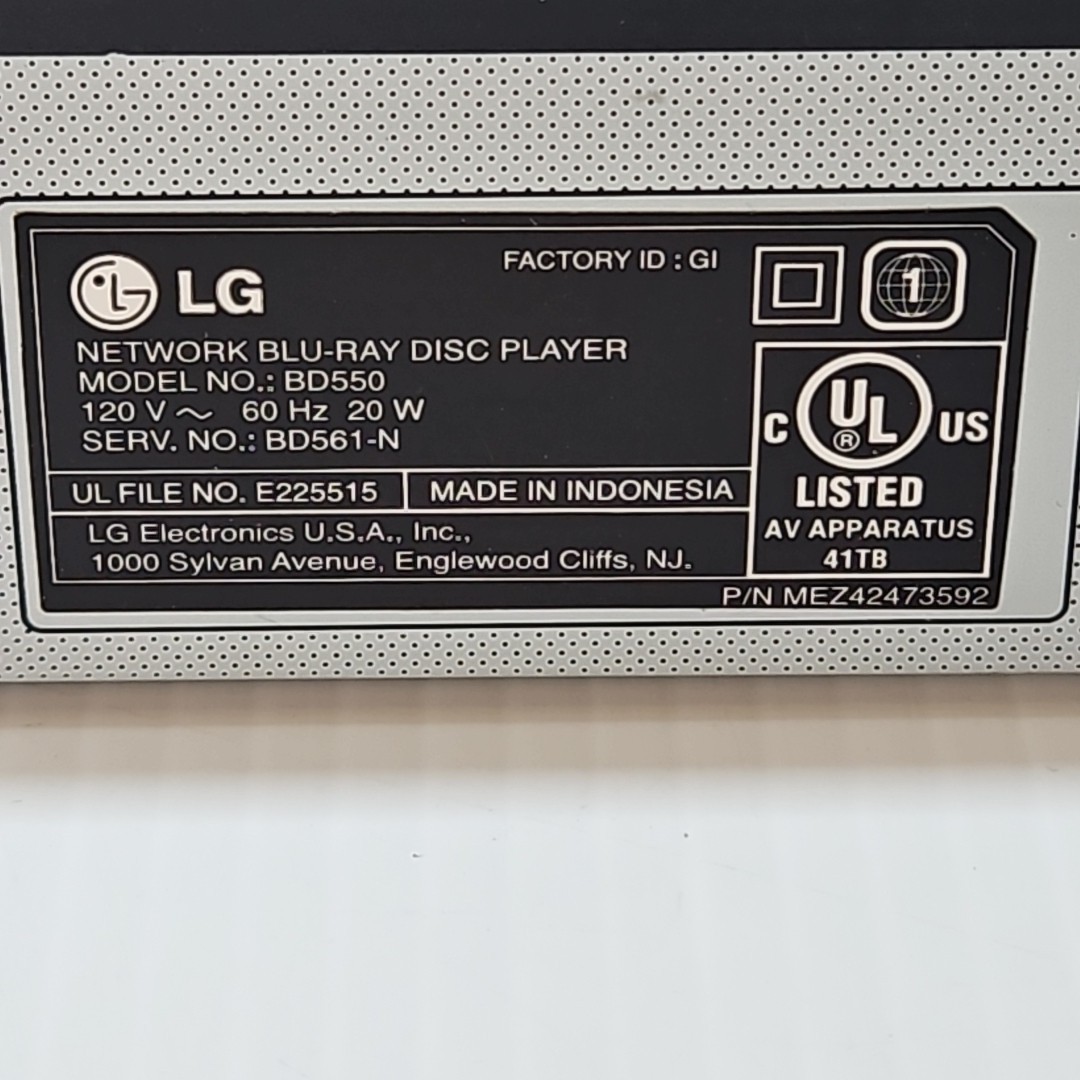 LG
FACTORY ID : GI
1
NETWORK BLU-RAY DISC PLAYER
MODEL NO.: BD550
120 V ~ 60 Hz 20 W
SERV. NO.: BD561-N
UL FILE NO. E225515
MADE IN INDONESIA
LG Electronics U.S.A., Inc.,
1000 Sylvan Avenue, Englewood Cliffs, NJ.
C UL® US
LISTED
AV APPARATUS
41TB
P/N MEZ42473592